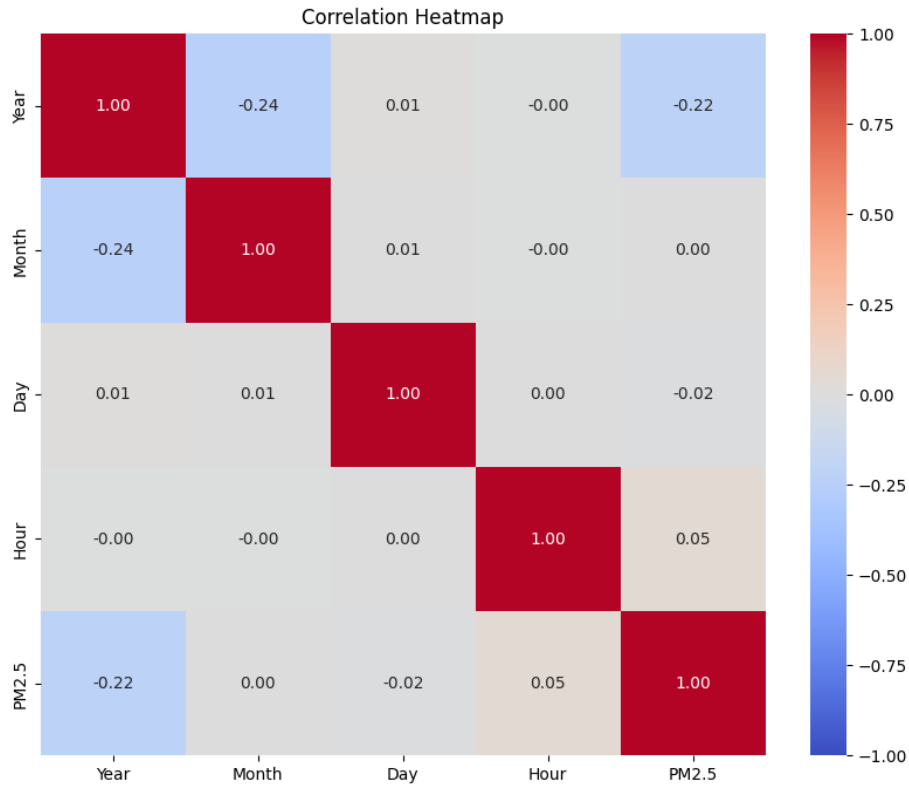 Correlation Heatmap
Year 1.00 -0.24 0.01 -0.00 -0.22
Month -0.24 1.00 0.01 -0.00 0.00
Day 0.01 0.01 1.00 0.00 -0.02
Hour -0.00 -0.00 0.00 1.00 0.05
PM2.5 -0.22 0.00 -0.02 0.05 1.00
Year Month Day Hour PM2.5
1.00
0.75
0.50
0.25
0.00
−0.25
−0.50
−0.75
−1.00